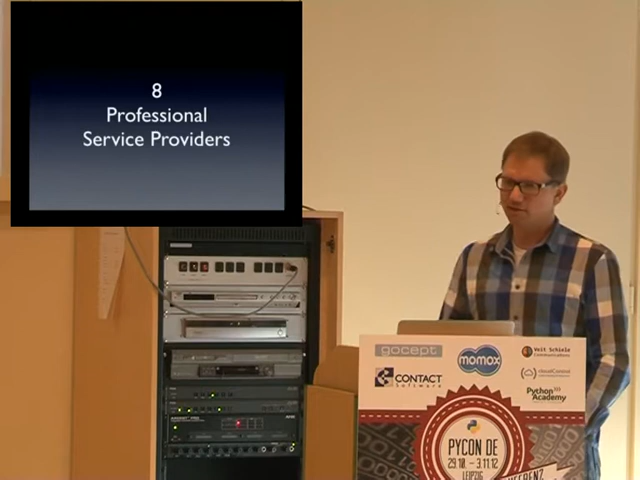 8
Professional
Service Providers
gocept
momox
Veit Schiele
Communications
CONTACT
Software
Python
Academy
PYCON DE
29.10. – 3.11.12
LEIPZIG